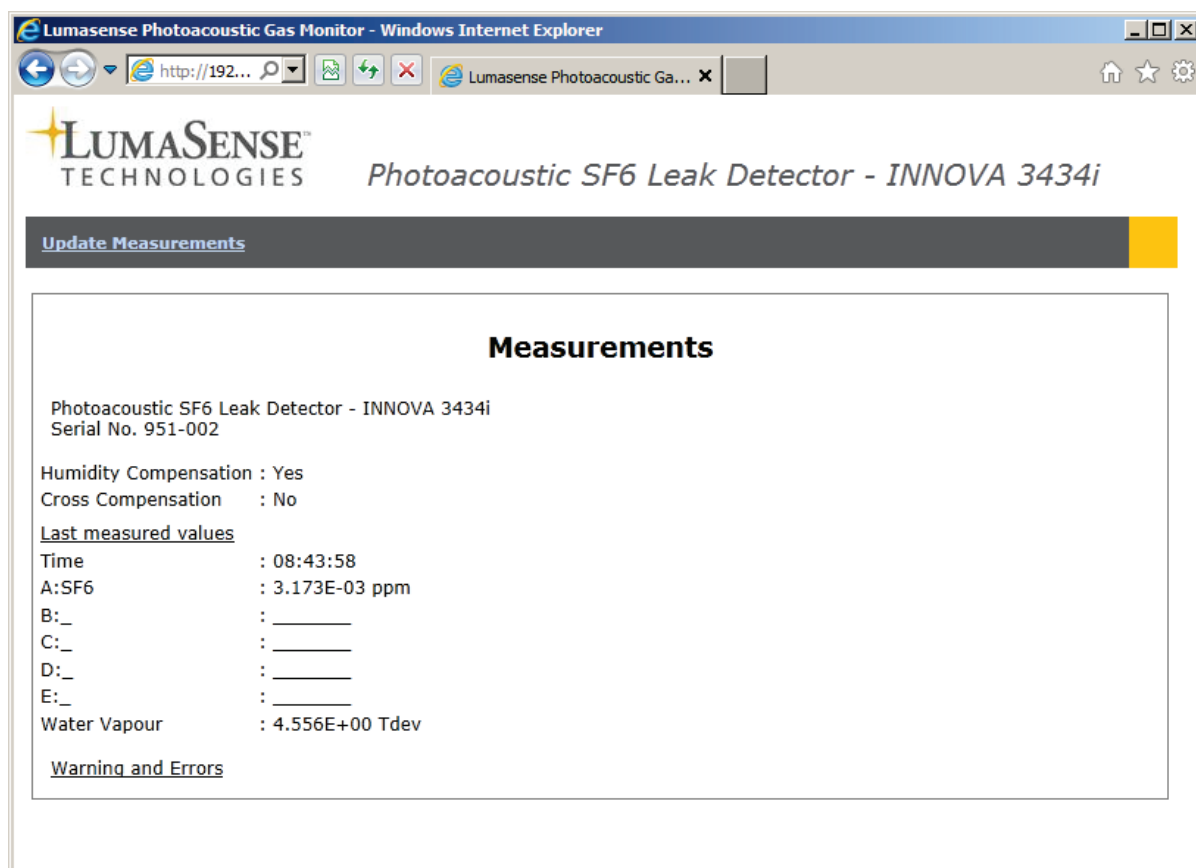 Lumasense Photoacoustic Gas Monitor - Windows Internet Explorer
http://192... Lumasense Photoacoustic Ga...
LUMASENSE™
TECHNOLOGIES
Photoacoustic SF6 Leak Detector - INNOVA 3434i
Update Measurements
Measurements
Photoacoustic SF6 Leak Detector - INNOVA 3434i
Serial No. 951-002
Humidity Compensation : Yes
Cross Compensation : No
Last measured values
Time : 08:43:58
A:SF6 : 3.173E-03 ppm
B:_ : _______
C:_ : _______
D:_ : _______
E:_ : _______
Water Vapour : 4.556E+00 Tdev
Warning and Errors